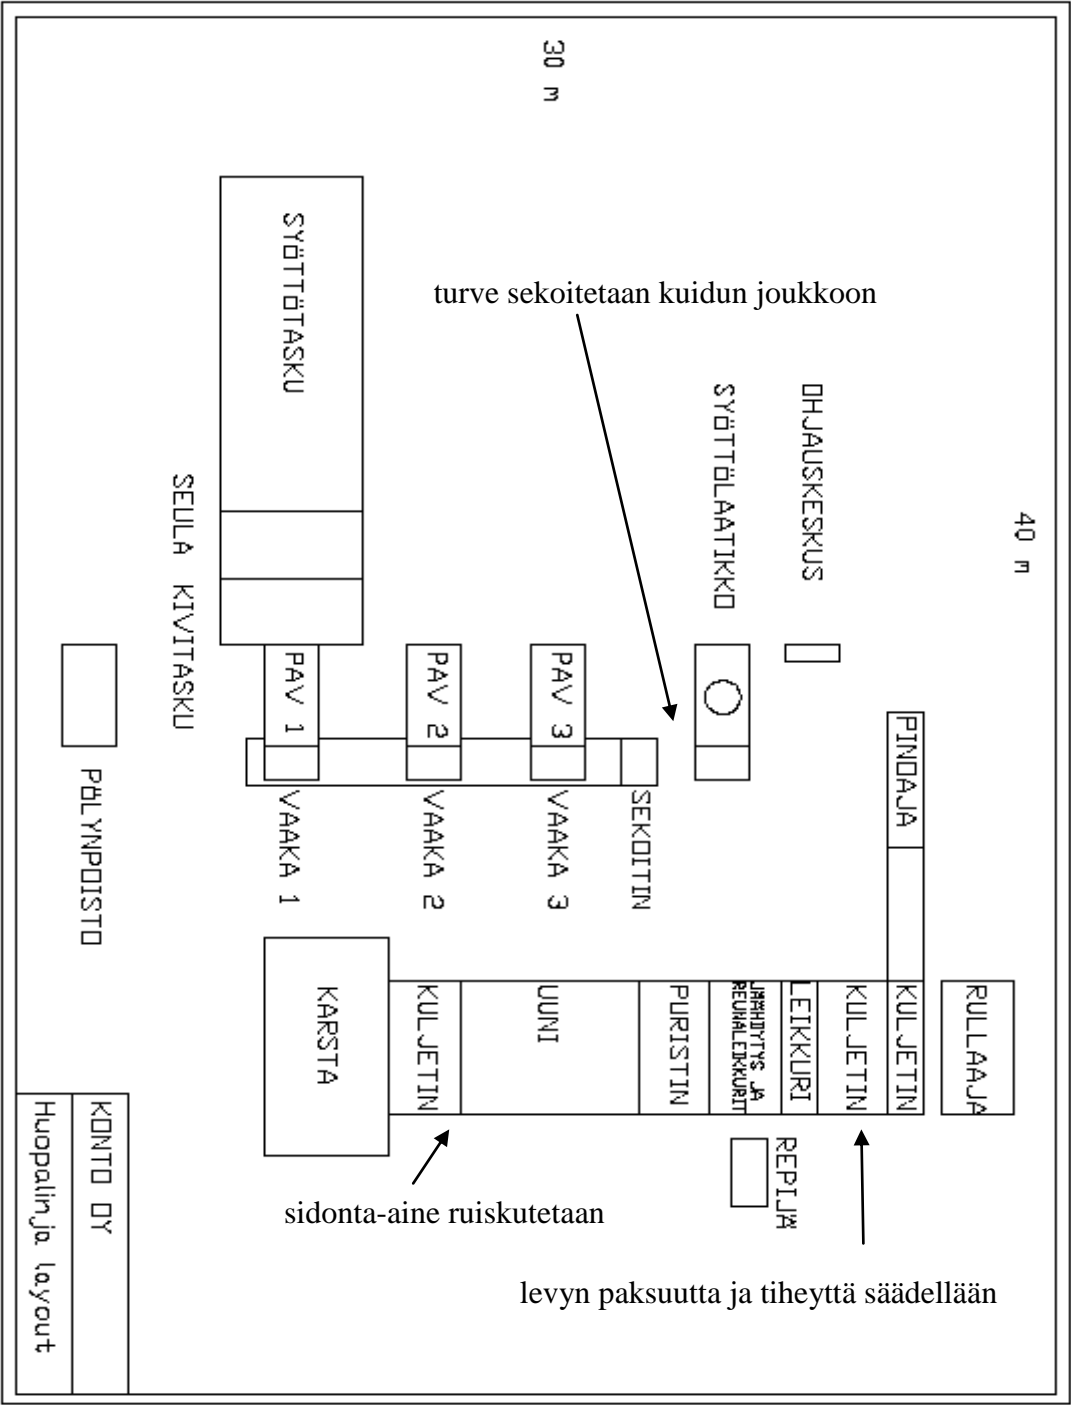 30 m
40 m
SYÖTTÖTASKU
turve sekoitetaan kuidun joukkoon
SYÖTTÖLAATIKKO
OHJAUSKESKUS
SEULA KIVITASKU
PAV 1
PAV 2
PAV 3
PINOAJA
PÖLYNPOISTO
VAAKA 1
VAAKA 2
VAAKA 3
SEKOITIN
KARSTA
KULJETIN
UUNI
PURISTIN
JÄÄHDYTYS JA
REUNALEIKKURIT
LEIKKURI
KULJETIN
KULJETIN
RULLAAJA
REPIJÄ
sidonta-aine ruiskutetaan
levyn paksuutta ja tiheyttä säädellään
KONTO OY
Huopalinja layout